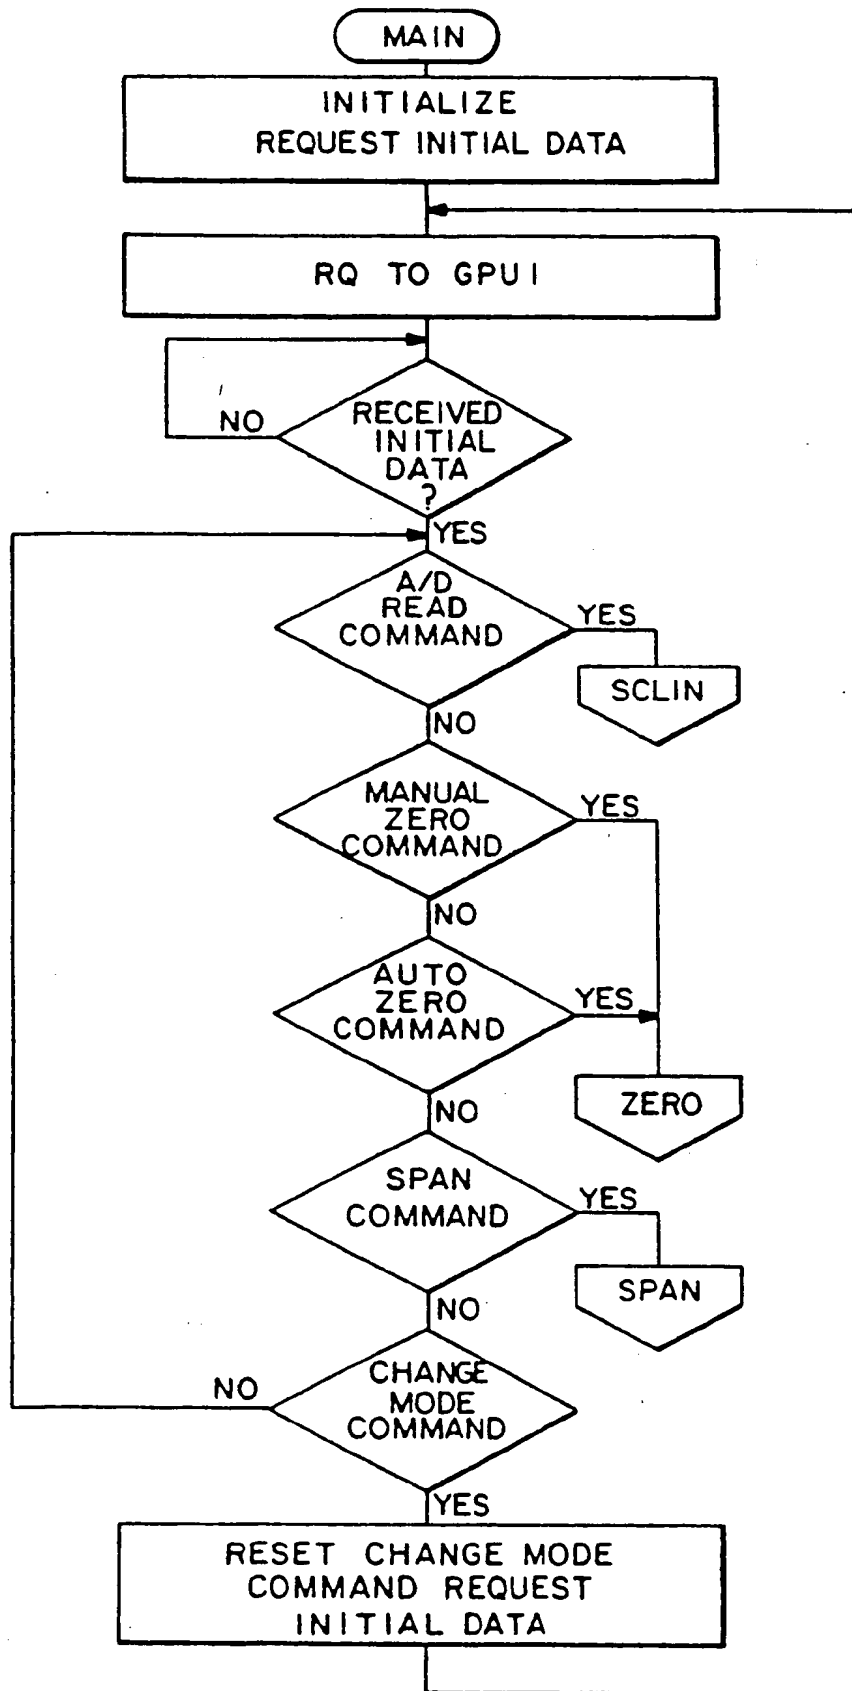 MAIN
INITIALIZE
REQUEST INITIAL DATA
RQ TO GPUI
NO
RECEIVED
INITIAL
DATA
?
YES
A/D
READ
COMMAND
YES
SCLIN
NO
MANUAL
ZERO
COMMAND
YES
NO
AUTO
ZERO
COMMAND
YES
ZERO
NO
SPAN
COMMAND
YES
SPAN
NO
CHANGE
MODE
COMMAND
NO
YES
RESET CHANGE MODE
COMMAND REQUEST
INITIAL DATA